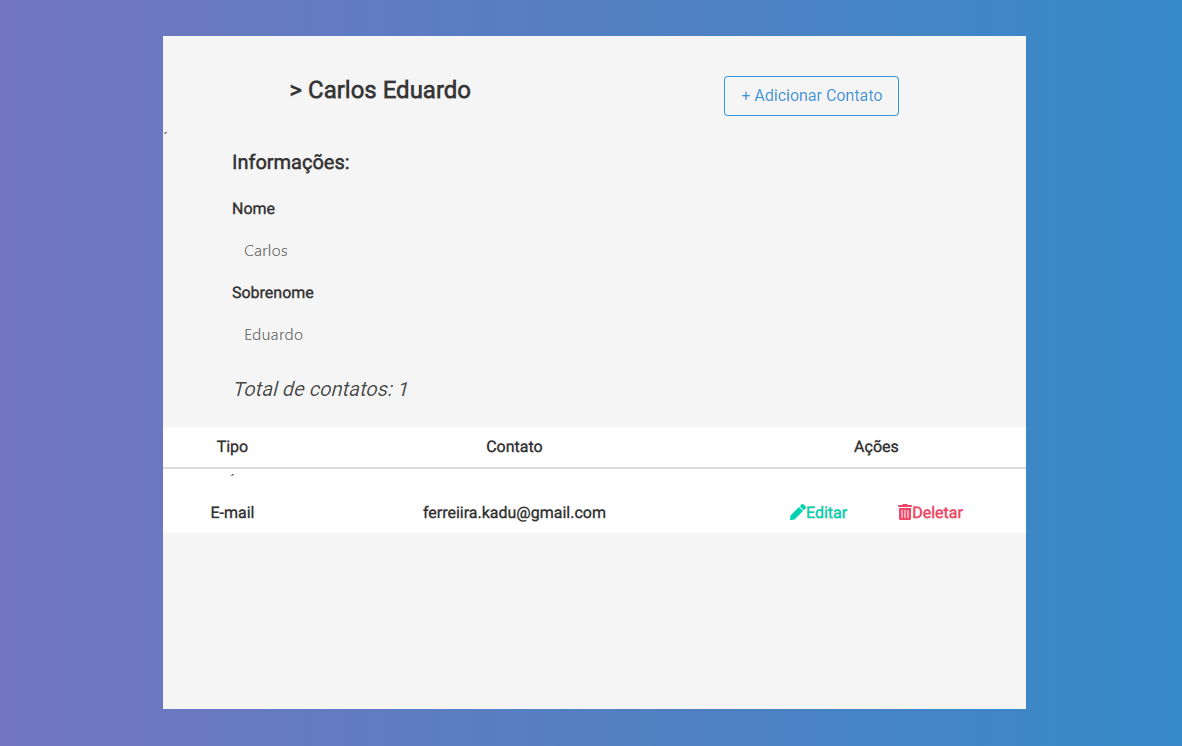 > Carlos Eduardo
+ Adicionar Contato
´
Informações:
Nome
Carlos
Sobrenome
Eduardo
Total de contatos: 1
Tipo Contato Ações
´
E-mail ferreiira.kadu@gmail.com Editar Deletar